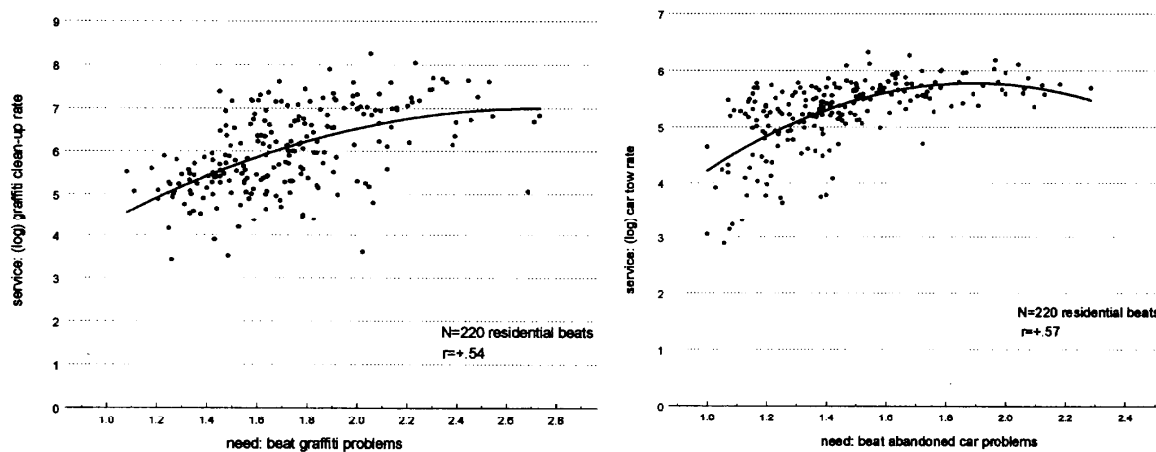 9
8
7
6
5
4
3
2
1
0
service: (log) graffiti clean-up rate
N=220 residential beats
r=+.54
1.0 1.2 1.4 1.6 1.8 2.0 2.2 2.4 2.6 2.8
need: beat graffiti problems
7
6
5
4
3
2
1
0
service: (log) car tow rate
N=220 residential beats
r=+.57
1.0 1.2 1.4 1.6 1.8 2.0 2.2 2.4
need: beat abandoned car problems